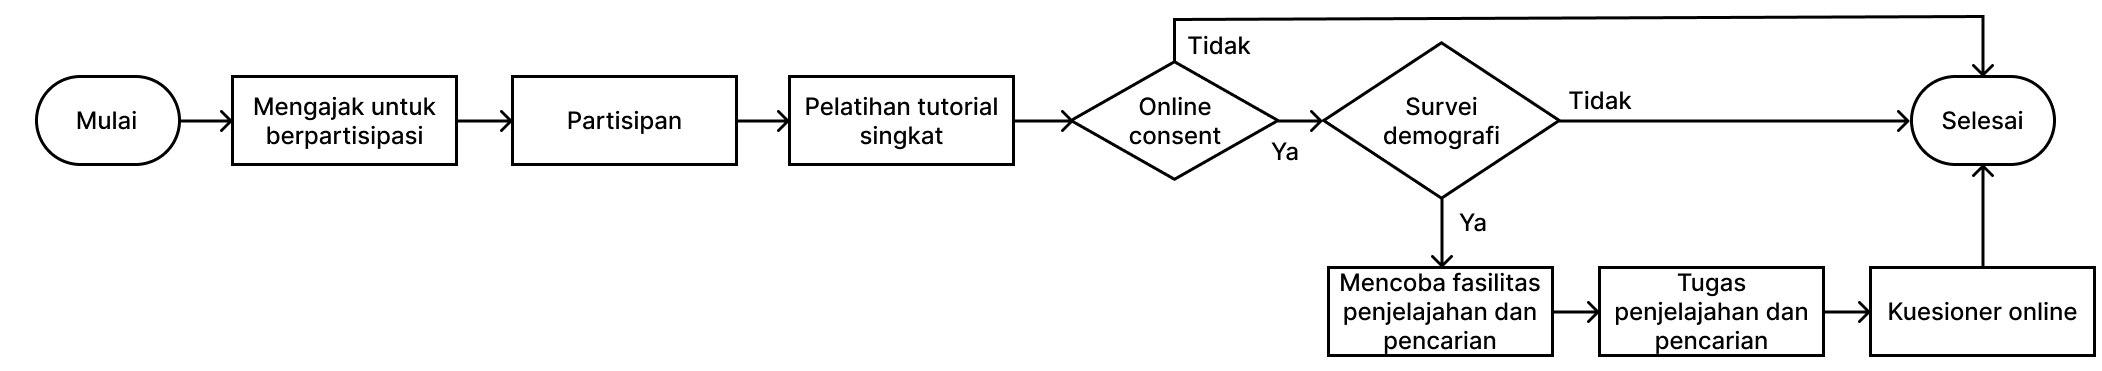 Mulai
Mengajak untuk
berpartisipasi
Partisipan
Pelatihan tutorial
singkat
Online
consent
Tidak
Ya
Survei
demografi
Tidak
Ya
Selesai
Mencoba fasilitas
penjelajahan dan
pencarian
Tugas
penjelajahan dan
pencarian
Kuesioner online